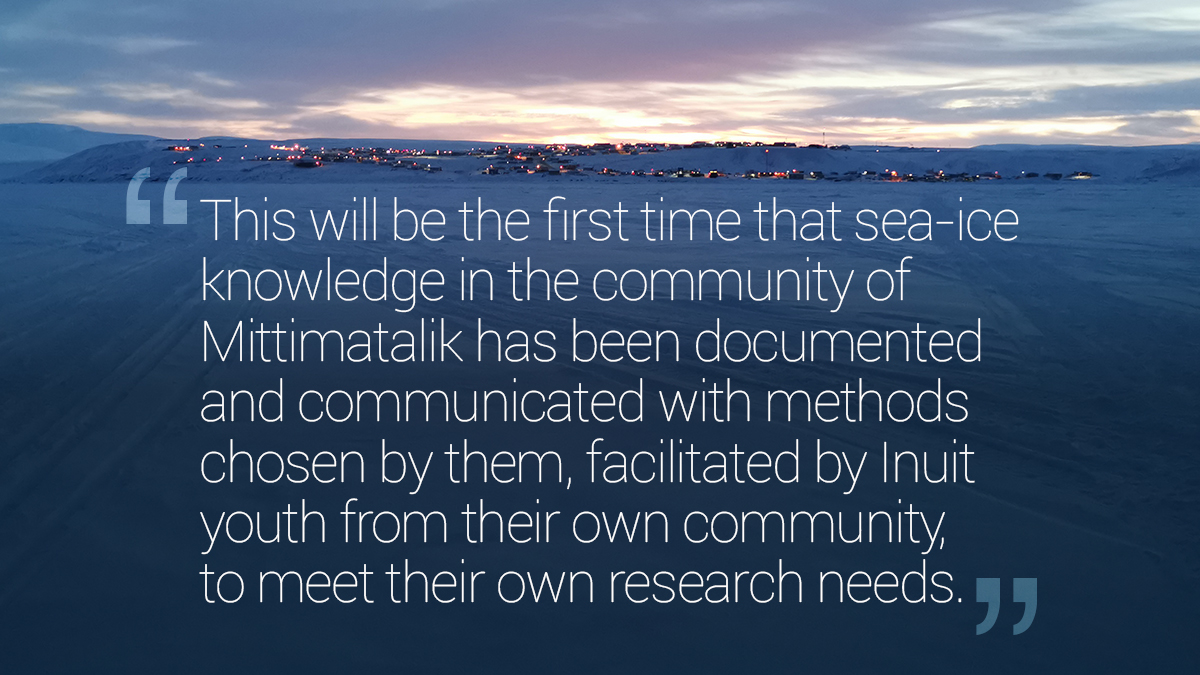 “This will be the first time that sea-ice
knowledge in the community of
Mittimatalik has been documented
and communicated with methods
chosen by them, facilitated by Inuit
youth from their own community,
to meet their own research needs.”